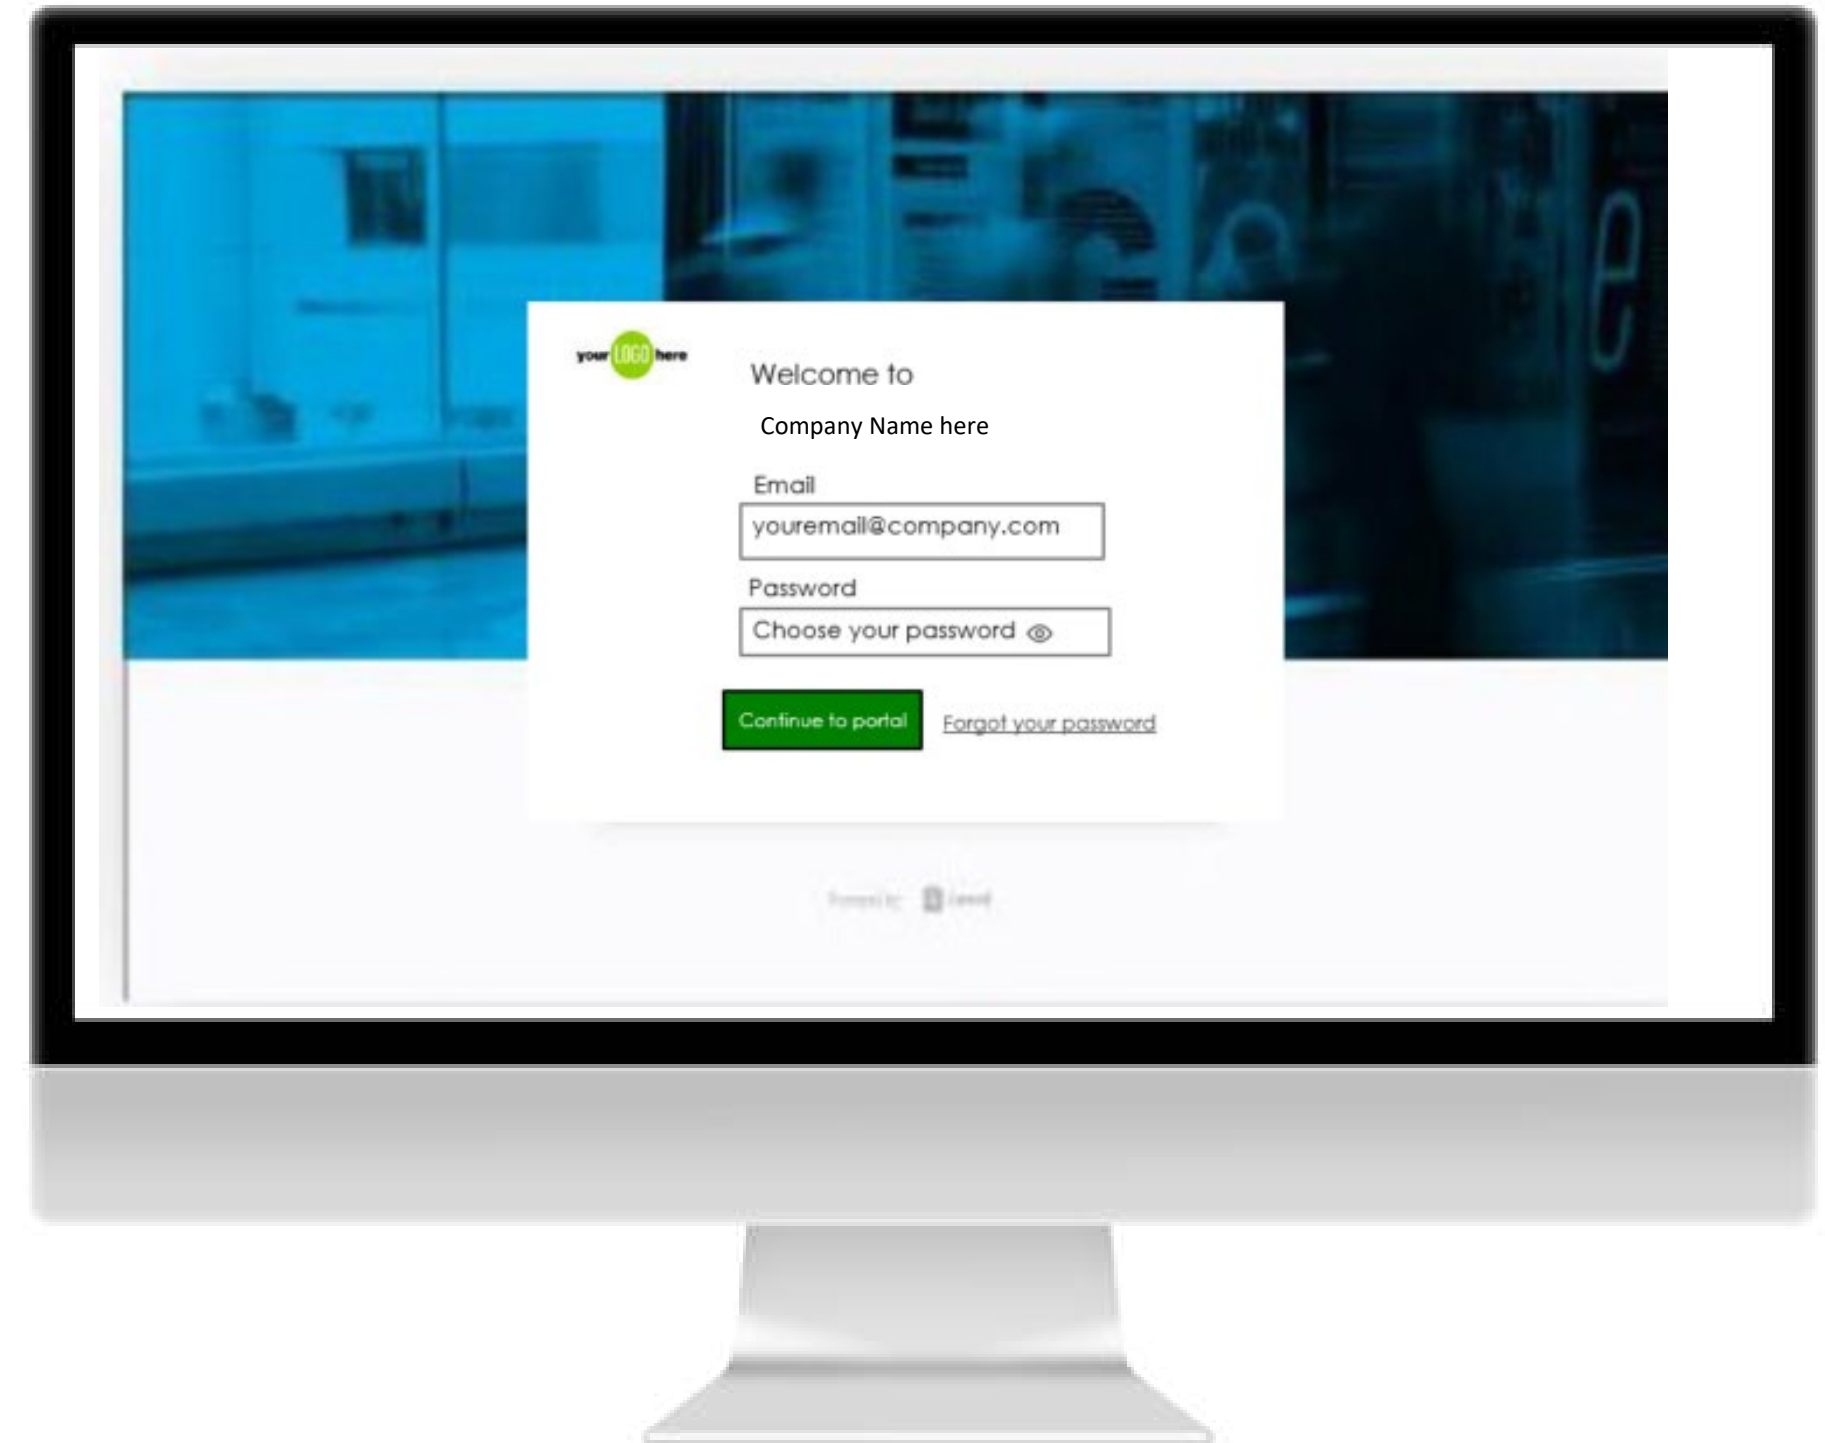 your LOGO here
Welcome to
Company Name here
Email
youremail@company.com
Password
Choose your password
Continue to portal
Forgot your password
e